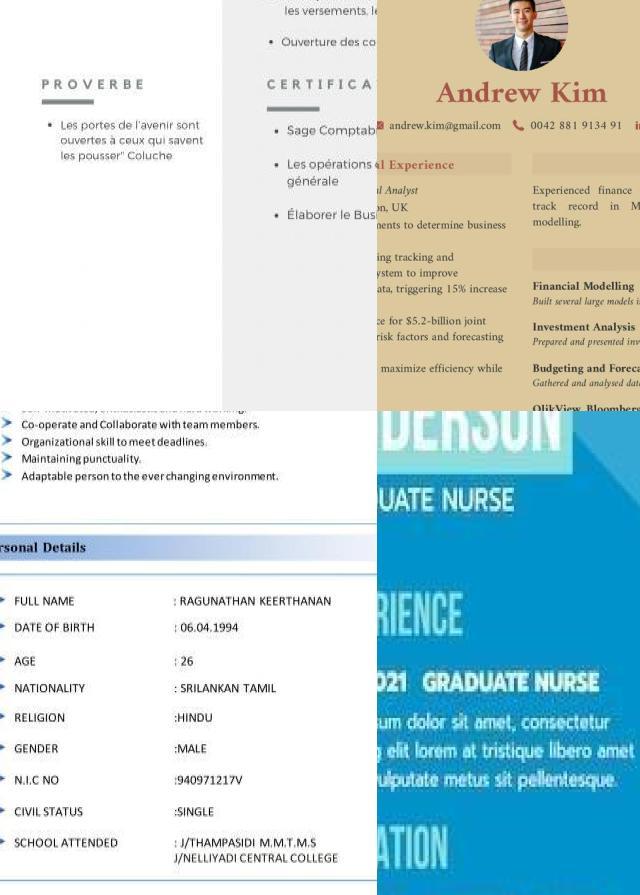 les versements, le
Ouverture des co
PROVERBE
Les portes de l'avenir sont
ouvertes à ceux qui savent
les pousser" Coluche
CERTIFICA
Sage Comptab
Les opérations
générale
Élaborer le Bus
Andrew Kim
andrew.kim@gmail.com 0042 881 9134 91 in
l Experience
l Analyst
on, UK
ments to determine business
ing tracking and
ystem to improve
ata, triggering 15% increase
ce for $5.2-billion joint
risk factors and forecasting
maximize efficiency while
Experienced finance
track record in M
modelling.
Financial Modelling
Built several large models i
Investment Analysis
Prepared and presented inv
Budgeting and Foreca
Gathered and analysed data
QlikView, Bloomberg
Co-operate and Collaborate with team members.
Organizational skill to meet deadlines.
Maintaining punctuality.
Adaptable person to the ever changing environment.
rsonal Details
FULL NAME : RAGUNATHAN KEERTHANAN
DATE OF BIRTH : 06.04.1994
AGE : 26
NATIONALITY : SRILANKAN TAMIL
RELIGION :HINDU
GENDER :MALE
N.I.C NO :940971217V
CIVIL STATUS :SINGLE
SCHOOL ATTENDED : J/THAMPASIDI M.M.T.M.S
J/NELLIYADI CENTRAL COLLEGE
DERSON
UATE NURSE
RIENCE
021 GRADUATE NURSE
um dolor sit amet, consectetur
g elit lorem at tristique libero amet
vulputate metus sit pellentesque.
ATION